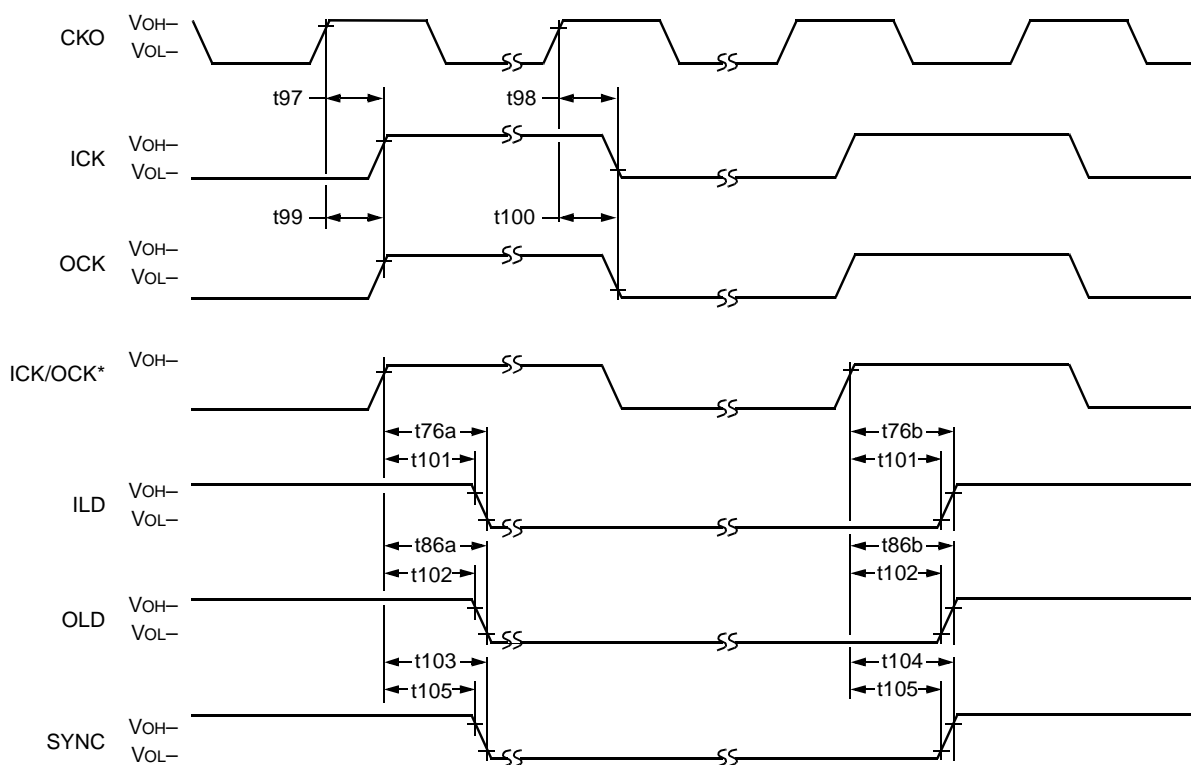 CKO
VOH–
VOL–
t97
t98
ICK
VOH–
VOL–
t99
t100
OCK
VOH–
VOL–
ICK/OCK*
VOH–
t76a
t76b
t101
t101
ILD
VOH–
VOL–
t86a
t86b
t102
t102
OLD
VOH–
VOL–
t103
t104
t105
t105
SYNC
VOH–
VOL–